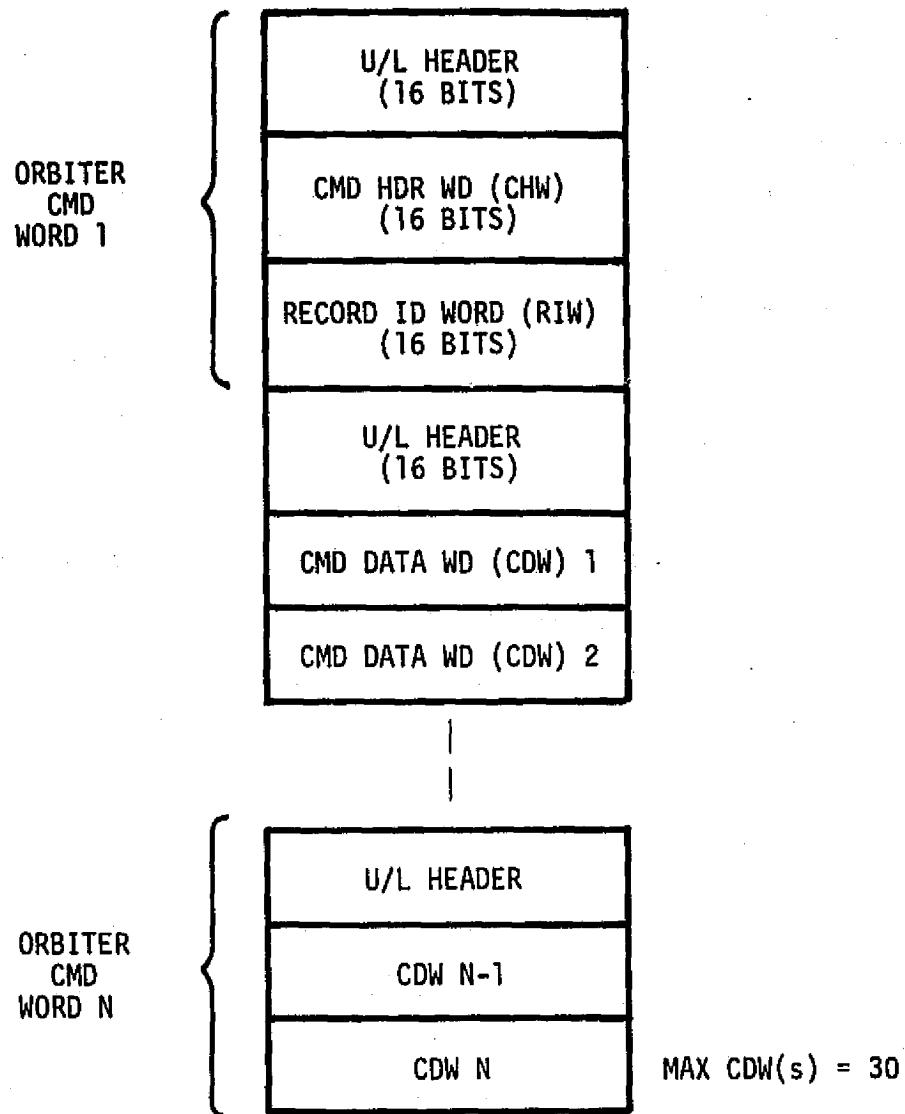 U/L HEADER
(16 BITS)
ORBITER
CMD
WORD 1
CMD HDR WD (CHW)
(16 BITS)
RECORD ID WORD (RIW)
(16 BITS)
U/L HEADER
(16 BITS)
CMD DATA WD (CDW) 1
CMD DATA WD (CDW) 2
ORBITER
CMD
WORD N
U/L HEADER
CDW N-1
CDW N
MAX CDW(s) = 30